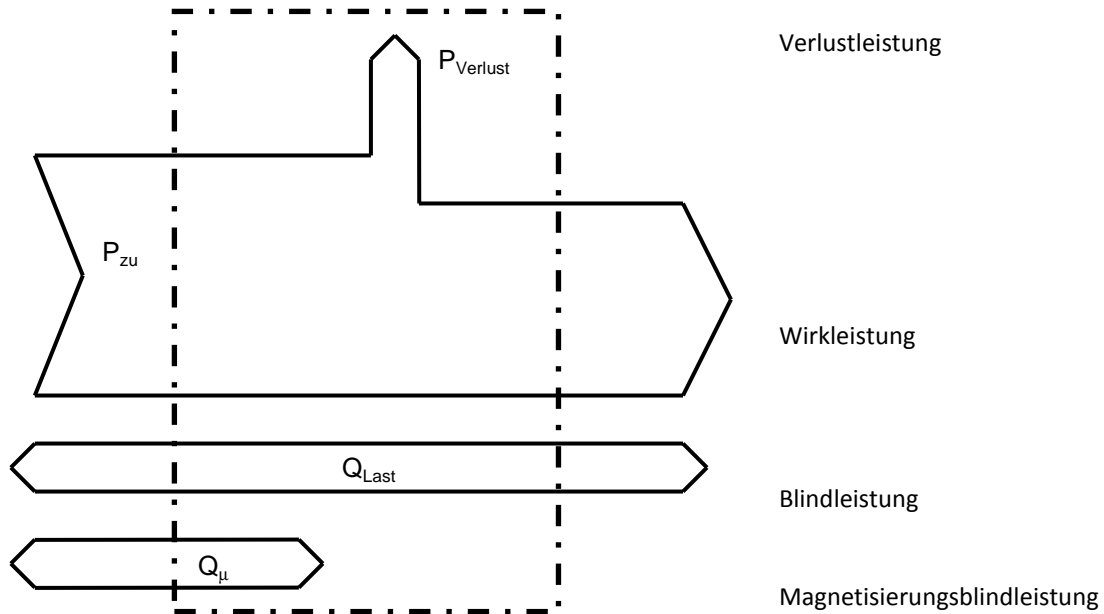 Verlustleistung
P_Verlust
P_zu
Wirkleistung
Q_Last
Blindleistung
Q_μ
Magnetisierungsblindleistung